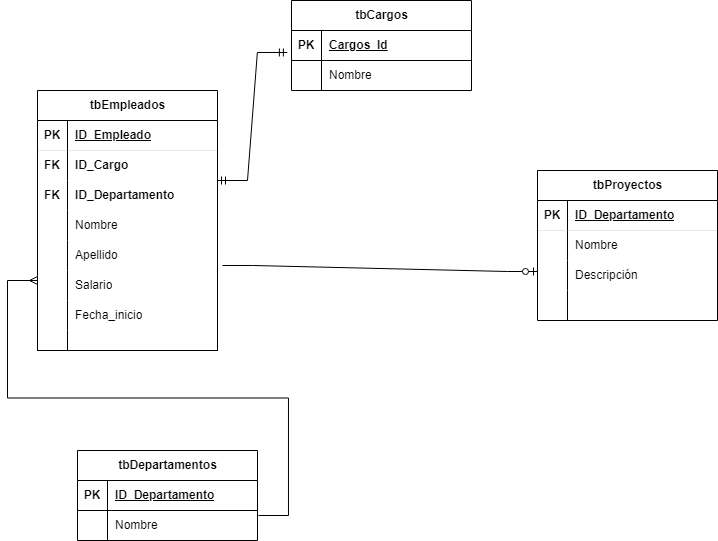 tbCargos
PK Cargos_Id
Nombre
tbEmpleados
PK ID_Empleado
FK ID_Cargo
FK ID_Departamento
Nombre
Apellido
Salario
Fecha_inicio
tbProyectos
PK ID_Departamento
Nombre
Descripción
tbDepartamentos
PK ID_Departamento
Nombre